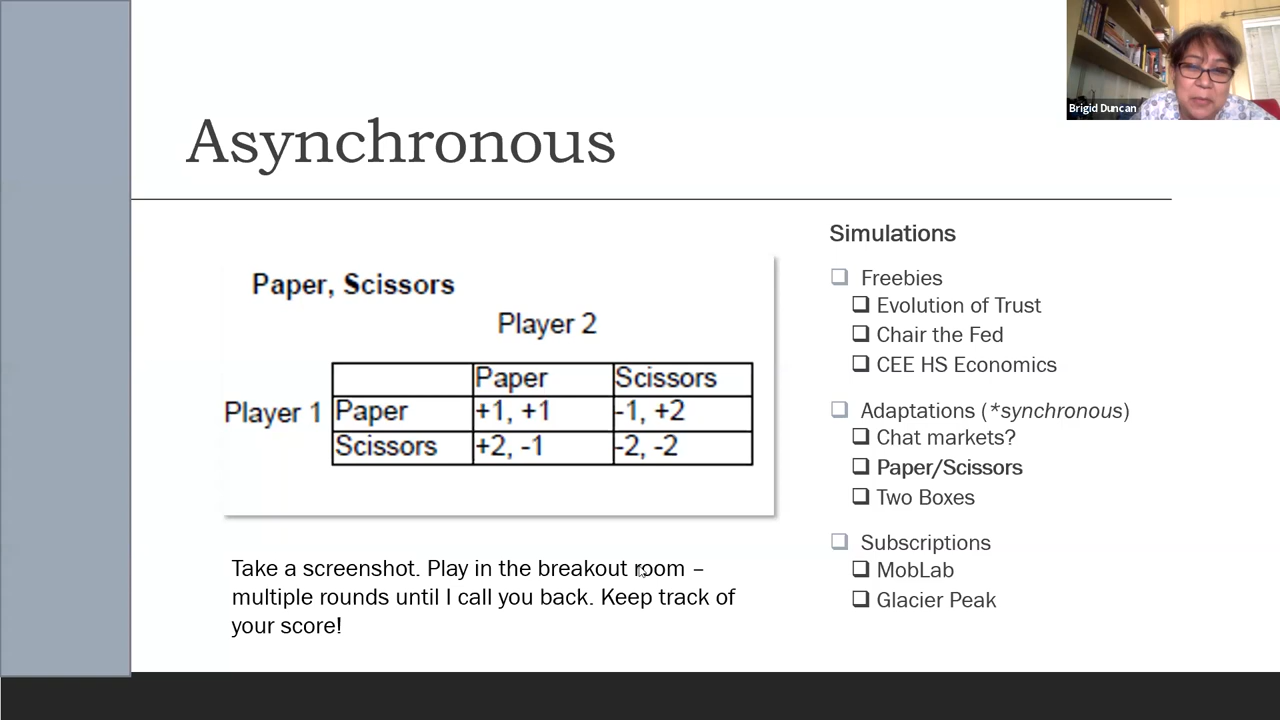 Brigid Duncan
Asynchronous
Paper, Scissors
Player 2
Paper Scissors
Player 1 Paper +1, +1 -1, +2
Scissors +2, -1 -2, -2
Take a screenshot. Play in the breakout room –
multiple rounds until I call you back. Keep track of
your score!
Simulations
Freebies
Evolution of Trust
Chair the Fed
CEE HS Economics
Adaptations (*synchronous)
Chat markets?
Paper/Scissors
Two Boxes
Subscriptions
MobLab
Glacier Peak